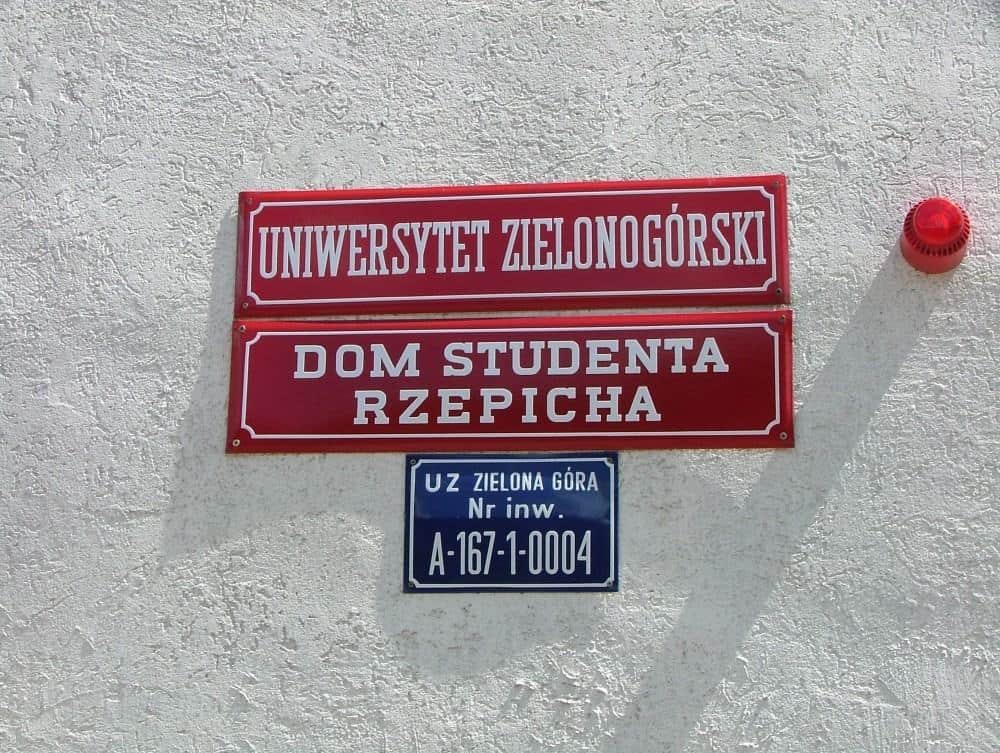 UNIWERSYTET ZIELONOGÓRSKI
DOM STUDENTA
RZEPICHA
UZ ZIELONA GÓRA
Nr inw.
A-167-1-0004